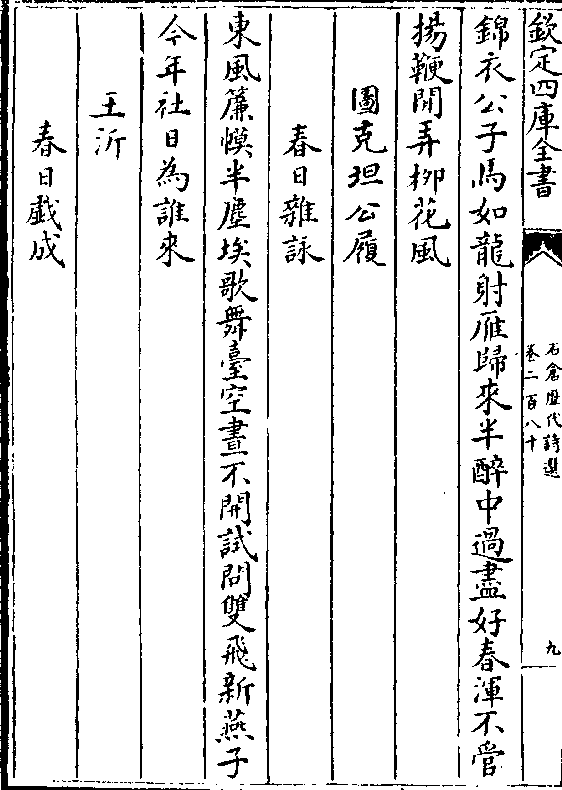 欽定四庫全書
石倉歴代詩選
卷二百八十
九
錦衣公子馬如龍射雁歸來半醉中過盡好春渾不管
揚鞭閒弄柳花風
圖克坦公履
春日雜詠
東風簾幙半塵埃歌舞臺空晝不開試問雙飛新燕子
今年社日為誰來
王沂
春日戲成